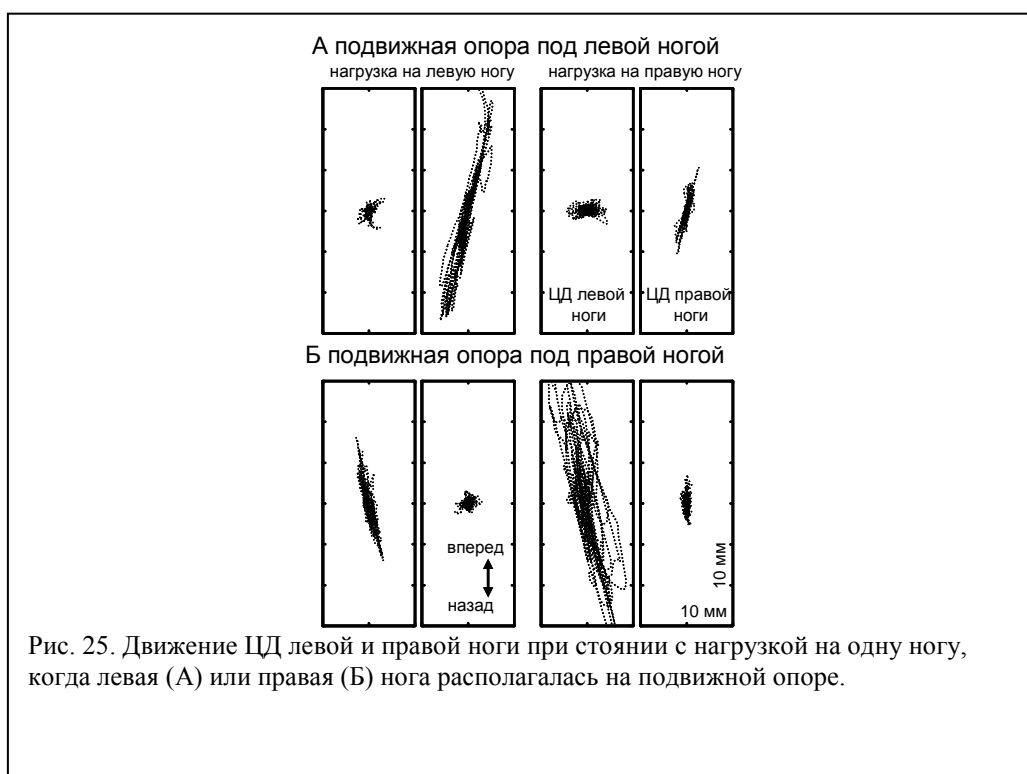 А подвижная опора под левой ногой
нагрузка на левую ногу нагрузка на правую ногу
ЦД левой
ноги
ЦД правой
ноги
Б подвижная опора под правой ногой
вперед
назад
10 мм
10 мм
Рис. 25. Движение ЦД левой и правой ноги при стоянии с нагрузкой на одну ногу,
когда левая (А) или правая (Б) нога располагалась на подвижной опоре.